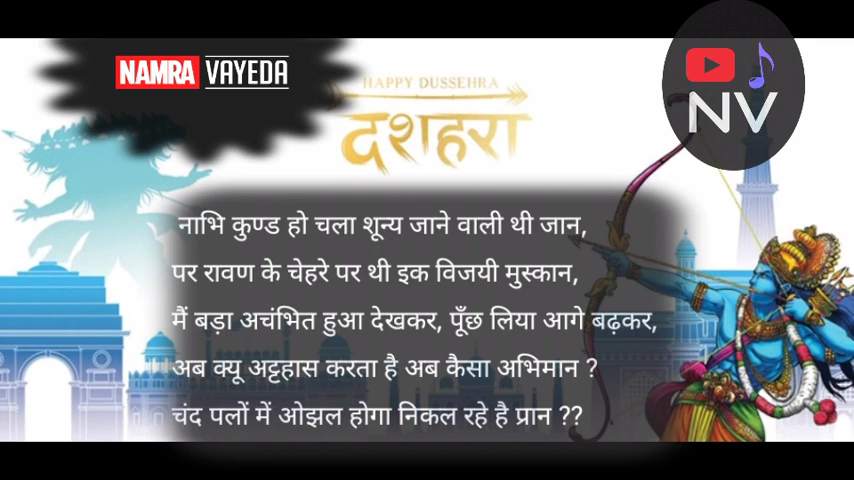 NAMRA VAYEDA
NV
HAPPY DUSSEHRA
दशहरा
नाभि कुण्ड हो चला शून्य जाने वाली थी जान,
पर रावण के चेहरे पर थी इक विजयी मुस्कान,
मैं बड़ा अचंभित हुआ देखकर, पूँछ लिया आगे बढ़कर,
अब क्यू अट्टहास करता है अब कैसा अभिमान ?
चंद पलों में ओझल होगा निकल रहे है प्रान ??